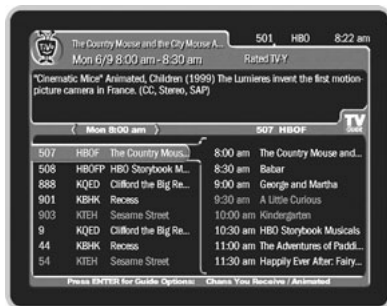 TiVo
The Country Mouse and the City Mouse A...
501 HBO 8:22 am
Mon 6/9 8:00 am - 8:30 am Rated TV-Y
"Cinematic Mice" Animated, Children (1999) The Lumieres invent the first motion-
picture camera in France. (CC, Stereo, SAP)
TV
GUIDE
Mon 8:00 am 507 HBOF
507 HBOF The Country Mous... 8:00 am The Country Mouse and...
508 HBOFP HBO Storybook M... 8:30 am Babar
888 KQED Clifford the Big Re... 9:00 am George and Martha
901 KBHK Recess 9:30 am A Little Curious
903 KTEH Sesame Street 10:00 am Kindergarten
9 KQED Clifford the Big Re... 10:30 am HBO Storybook Musicals
44 KBHK Recess 11:00 am The Adventures of Paddi...
54 KTEH Sesame Street 11:30 am Happily Ever After: Fairy...
Press ENTER for Guide Options: Chans You Receive / Animated